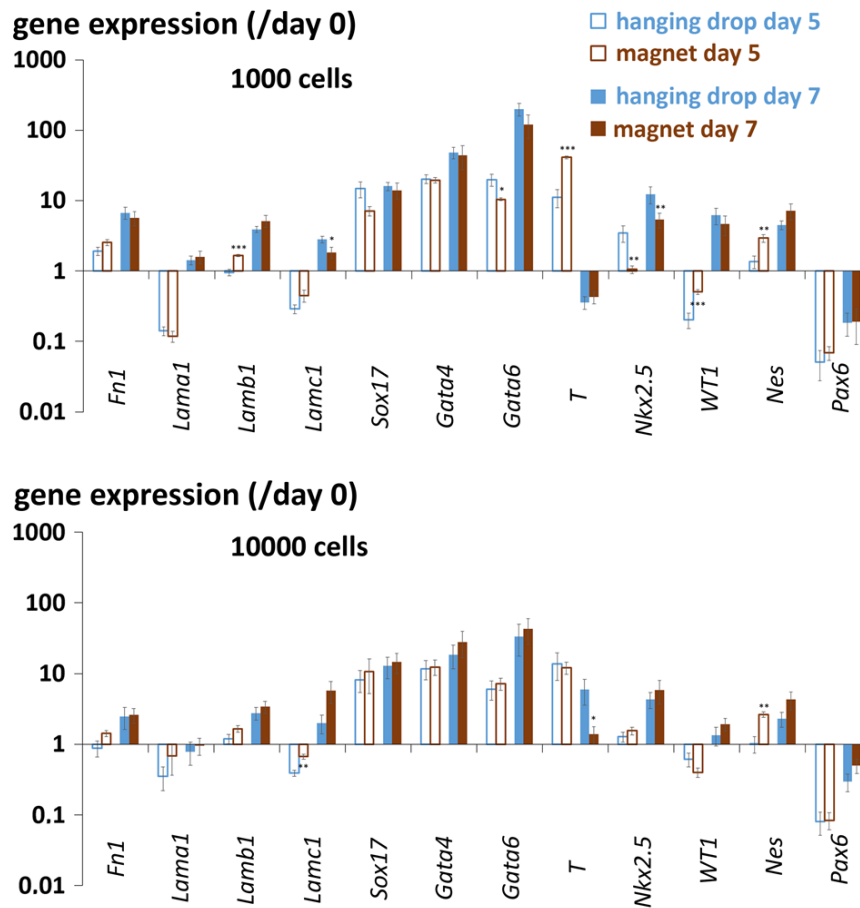 gene expression (/day 0)
hanging drop day 5
magnet day 5
1000 cells
hanging drop day 7
magnet day 7
1000
100
10
1
0.1
0.01
***
*
*
***
**
**
***
**
Fn1
Lama1
Lamb1
Lamc1
Sox17
Gata4
Gata6
T
Nkx2.5
WT1
Nes
Pax6
gene expression (/day 0)
10000 cells
1000
100
10
1
0.1
0.01
**
*
**
Fn1
Lama1
Lamb1
Lamc1
Sox17
Gata4
Gata6
T
Nkx2.5
WT1
Nes
Pax6